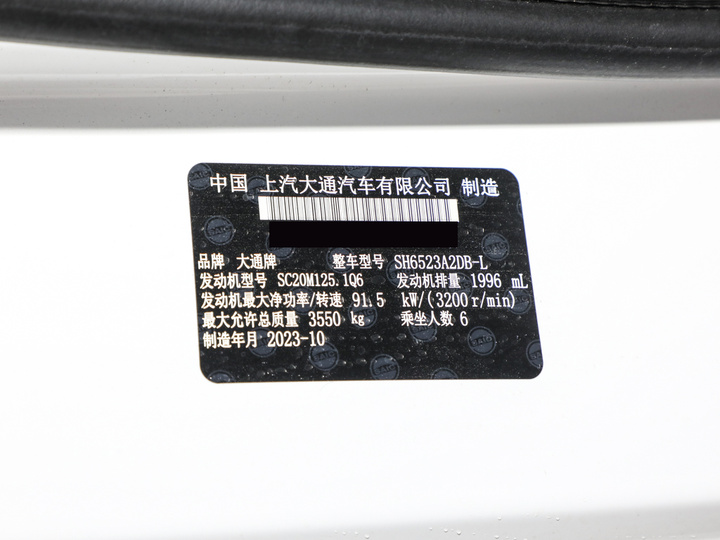 中国 上汽大通汽车有限公司 制造
品牌 大通牌 整车型号 SH6523A2DB-L
发动机型号 SC20M125.1Q6 发动机排量 1996 mL
发动机最大净功率/转速 91.5 kW/(3200r/min)
最大允许总质量 3550 kg 乘坐人数 6
制造年月 2023-10